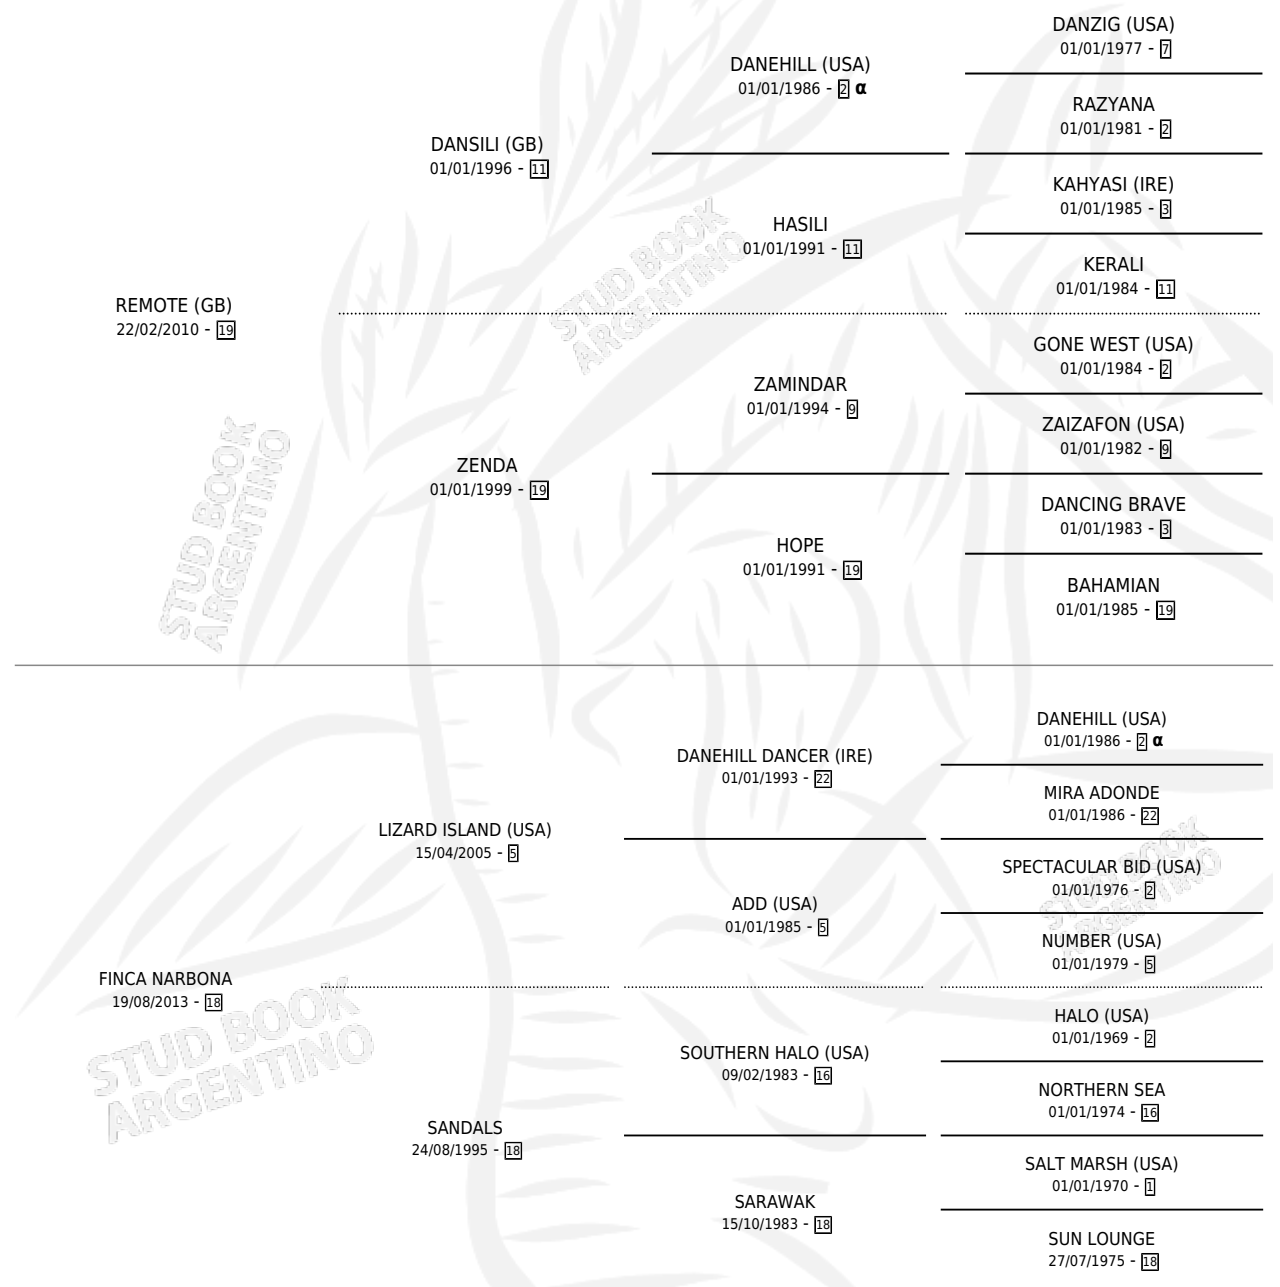 DANZIG (USA)
01/01/1977 - 7
DANEHILL (USA)
01/01/1986 - 2 α
RAZYANA
01/01/1981 - 2
DANSILI (GB)
01/01/1996 - 11
KAHYASI (IRE)
01/01/1985 - 3
HASILI
01/01/1991 - 11
KERALI
01/01/1984 - 11
REMOTE (GB)
22/02/2010 - 19
GONE WEST (USA)
01/01/1984 - 2
ZAMINDAR
01/01/1994 - 9
ZAIZAFON (USA)
01/01/1982 - 9
ZENDA
01/01/1999 - 19
DANCING BRAVE
01/01/1983 - 3
HOPE
01/01/1991 - 19
BAHAMIAN
01/01/1985 - 19
STUD BOOK
ARGENTINO
STUD BOOK
ARGENTINO
DANEHILL (USA)
01/01/1986 - 2 α
DANEHILL DANCER (IRE)
01/01/1993 - 22
MIRA ADONDE
01/01/1986 - 22
LIZARD ISLAND (USA)
15/04/2005 - 5
SPECTACULAR BID (USA)
01/01/1976 - 2
ADD (USA)
01/01/1985 - 5
NUMBER (USA)
01/01/1979 - 5
FINCA NARBONA
19/08/2013 - 18
HALO (USA)
01/01/1969 - 2
SOUTHERN HALO (USA)
09/02/1983 - 16
NORTHERN SEA
01/01/1974 - 16
SANDALS
24/08/1995 - 18
SALT MARSH (USA)
01/01/1970 - 1
SARAWAK
15/10/1983 - 18
SUN LOUNGE
27/07/1975 - 18
STUD BOOK
ARGENTINO
STUD BOOK
ARGENTINO